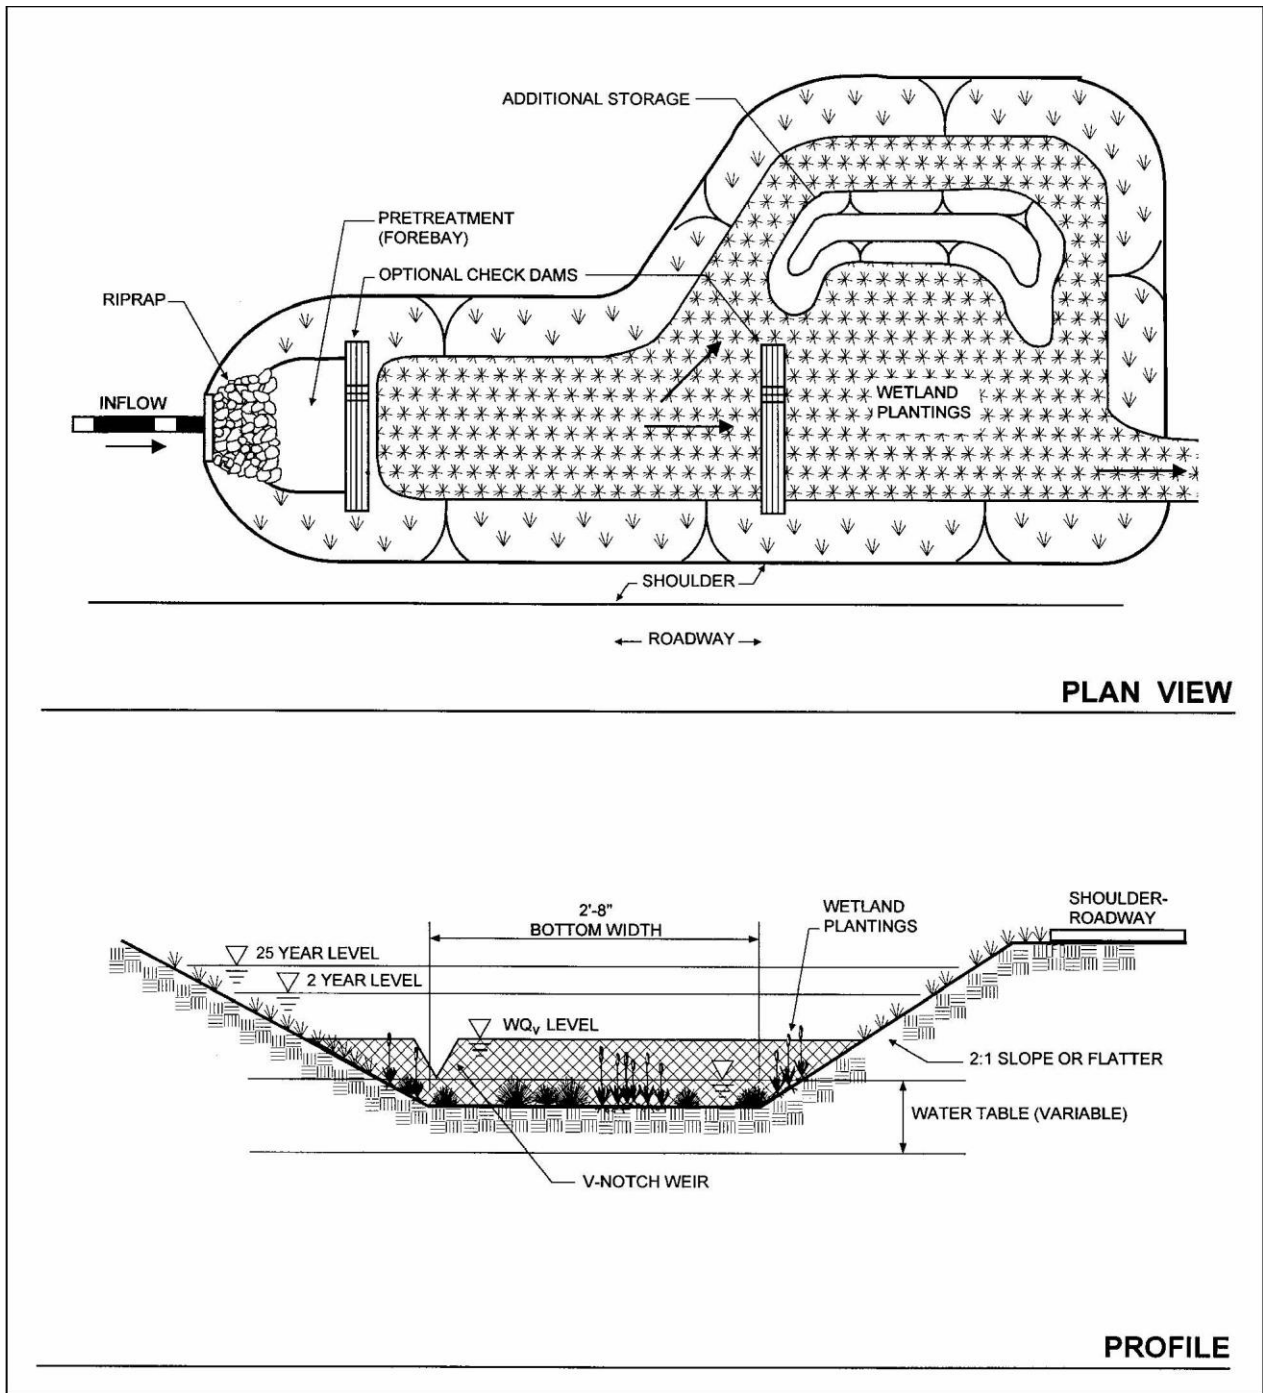 ADDITIONAL STORAGE
PRETREATMENT
(FOREBAY)
OPTIONAL CHECK DAMS
RIPRAP
INFLOW
WETLAND
PLANTINGS
SHOULDER
ROADWAY
PLAN VIEW
2'-8"
BOTTOM WIDTH
WETLAND
PLANTINGS
SHOULDER-
ROADWAY
25 YEAR LEVEL
2 YEAR LEVEL
WQv LEVEL
2:1 SLOPE OR FLATTER
WATER TABLE (VARIABLE)
V-NOTCH WEIR
PROFILE